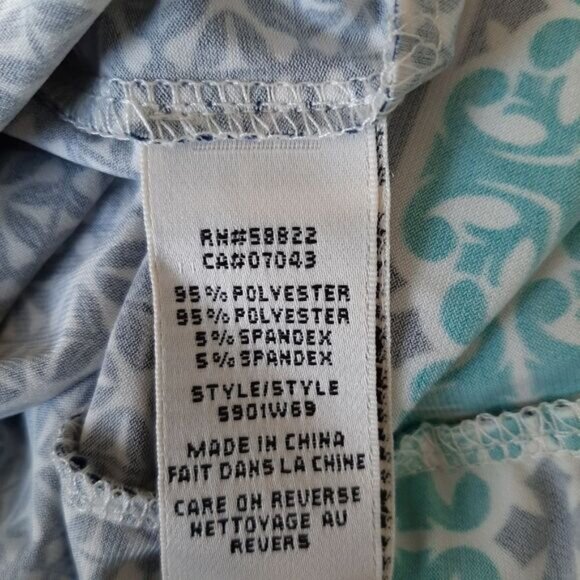 RN#58822
CA#07043
95% POLYESTER
95% POLYESTER
5% SPANDEX
5% SPANDEX
STYLE/STYLE
5901W69
MADE IN CHINA
FAIT DANS LA CHINE
CARE ON REVERSE
NETTOYAGE AU
REVERS